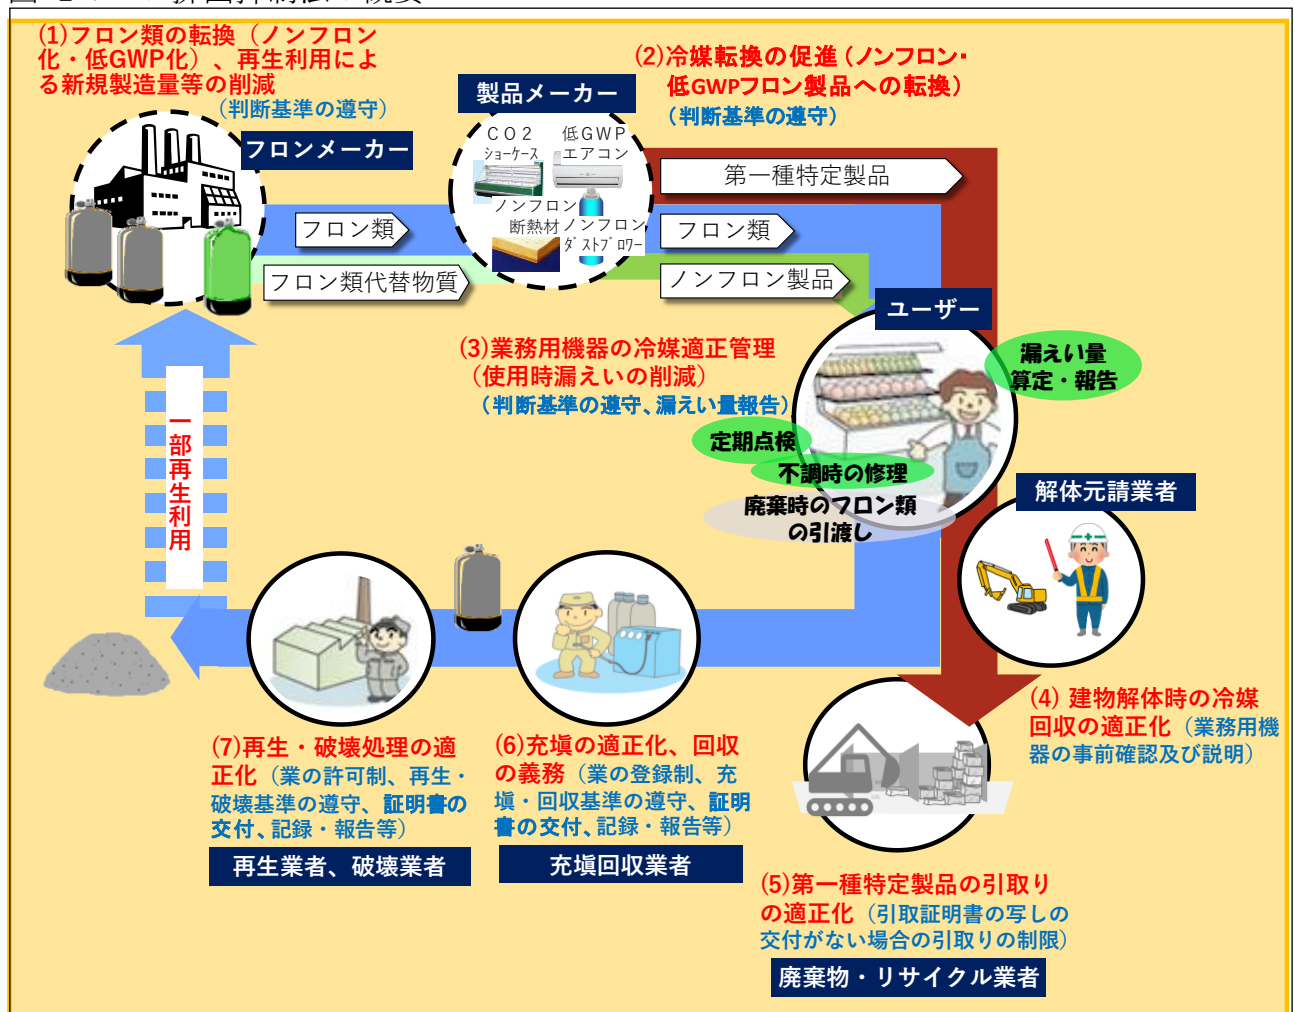 (1)フロン類の転換（ノンフロン
化・低GWP化）、再生利用によ
る新規製造量等の削減
（判断基準の遵守）
フロンメーカー
製品メーカー
(2)冷媒転換の促進（ノンフロン・
低GWPフロン製品への転換）
（判断基準の遵守）
ＣＯ２
ｼｮｰｹｰｽ
低ＧＷＰ
エアコン
ノンフロン
断熱材
ノンフロン
ﾀﾞｽﾄﾌﾞﾛﾜｰ
第一種特定製品
フロン類
フロン類
フロン類代替物質
ノンフロン製品
ユーザー
(3)業務用機器の冷媒適正管理
（使用時漏えいの削減）
（判断基準の遵守、漏えい量報告）
漏えい量
算定・報告
定期点検
不調時の修理
廃棄時のフロン類
の引渡し
一部再生利用
解体元請業者
(4) 建物解体時の冷媒
回収の適正化（業務用機
器の事前確認及び説明）
(7)再生・破壊処理の適
正化（業の許可制、再生・
破壊基準の遵守、証明書の
交付、記録・報告等）
再生業者、破壊業者
(6)充塡の適正化、回収
の義務（業の登録制、充
塡・回収基準の遵守、証明
書の交付、記録・報告等）
充塡回収業者
(5)第一種特定製品の引取り
の適正化（引取証明書の写しの
交付がない場合の引取りの制限）
廃棄物・リサイクル業者